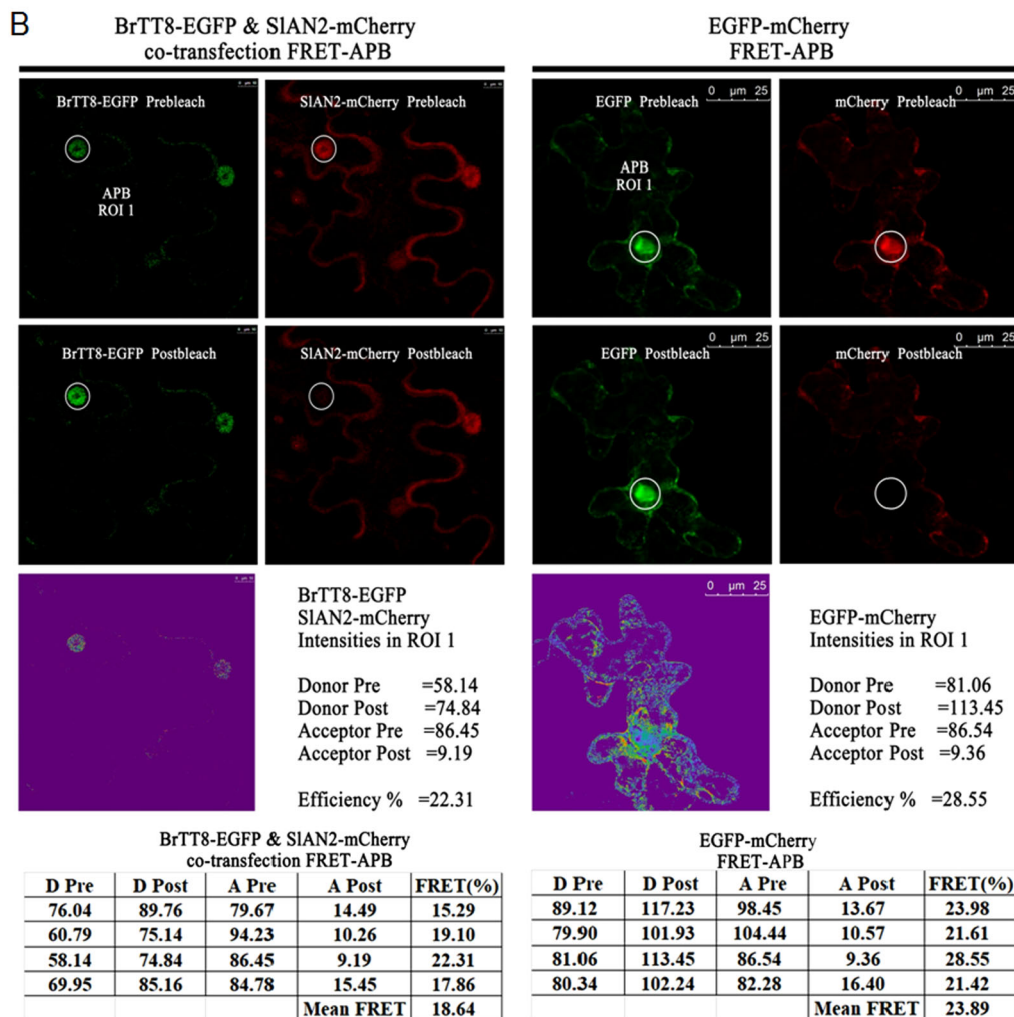 B
BrTT8-EGFP & SlAN2-mCherry
co-transfection FRET-APB
EGFP-mCherry
FRET-APB
BrTT8-EGFP Prebleach
APB
ROI 1
SlAN2-mCherry Prebleach
0 µm 25
EGFP Prebleach
APB
ROI 1
0 µm 25
mCherry Prebleach
BrTT8-EGFP Postbleach
SlAN2-mCherry Postbleach
0 µm 25
EGFP Postbleach
0 µm 25
mCherry Postbleach
BrTT8-EGFP
SlAN2-mCherry
Intensities in ROI 1
Donor Pre =58.14
Donor Post =74.84
Acceptor Pre =86.45
Acceptor Post =9.19
Efficiency % =22.31
0 µm 25
EGFP-mCherry
Intensities in ROI 1
Donor Pre =81.06
Donor Post =113.45
Acceptor Pre =86.54
Acceptor Post =9.36
Efficiency % =28.55
BrTT8-EGFP & SlAN2-mCherry
co-transfection FRET-APB
D Pre D Post A Pre A Post FRET(%)
76.04 89.76 79.67 14.49 15.29
60.79 75.14 94.23 10.26 19.10
58.14 74.84 86.45 9.19 22.31
69.95 85.16 84.78 15.45 17.86
Mean FRET 18.64
EGFP-mCherry
FRET-APB
D Pre D Post A Pre A Post FRET(%)
89.12 117.23 98.45 13.67 23.98
79.90 101.93 104.44 10.57 21.61
81.06 113.45 86.54 9.36 28.55
80.34 102.24 82.28 16.40 21.42
Mean FRET 23.89